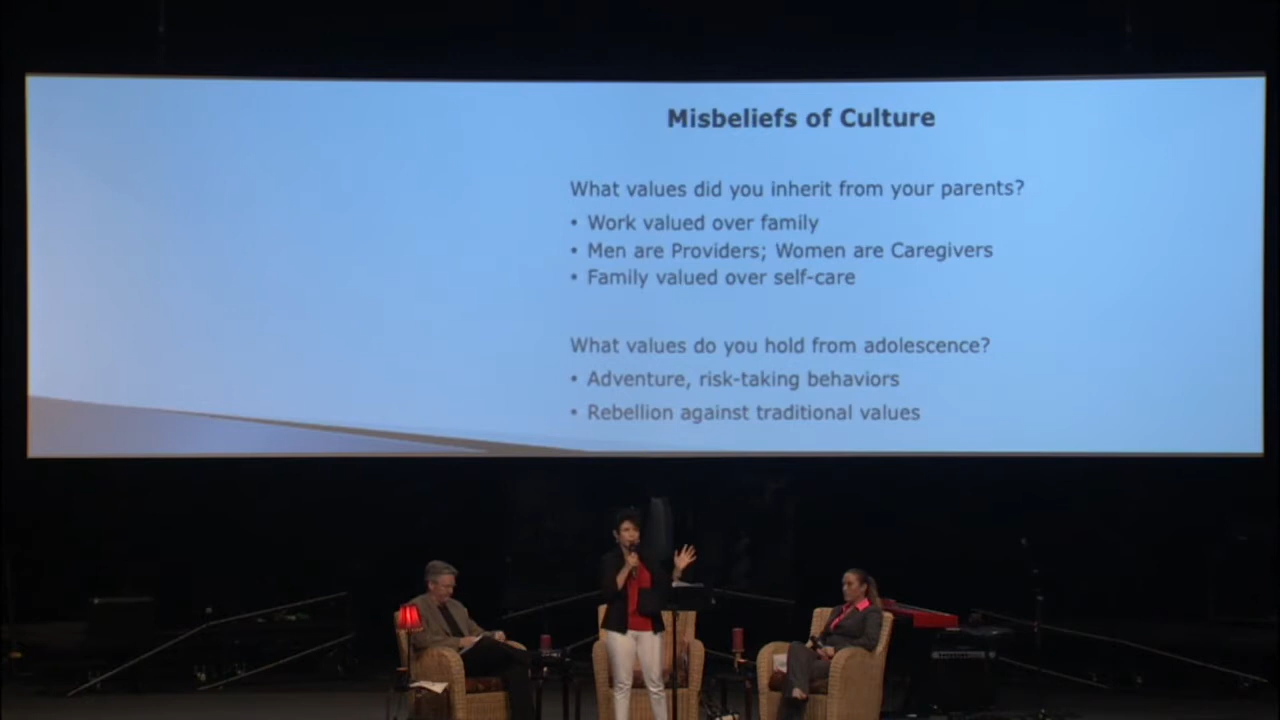 Misbeliefs of Culture
What values did you inherit from your parents?
• Work valued over family
• Men are Providers; Women are Caregivers
• Family valued over self-care
What values do you hold from adolescence?
• Adventure, risk-taking behaviors
• Rebellion against traditional values